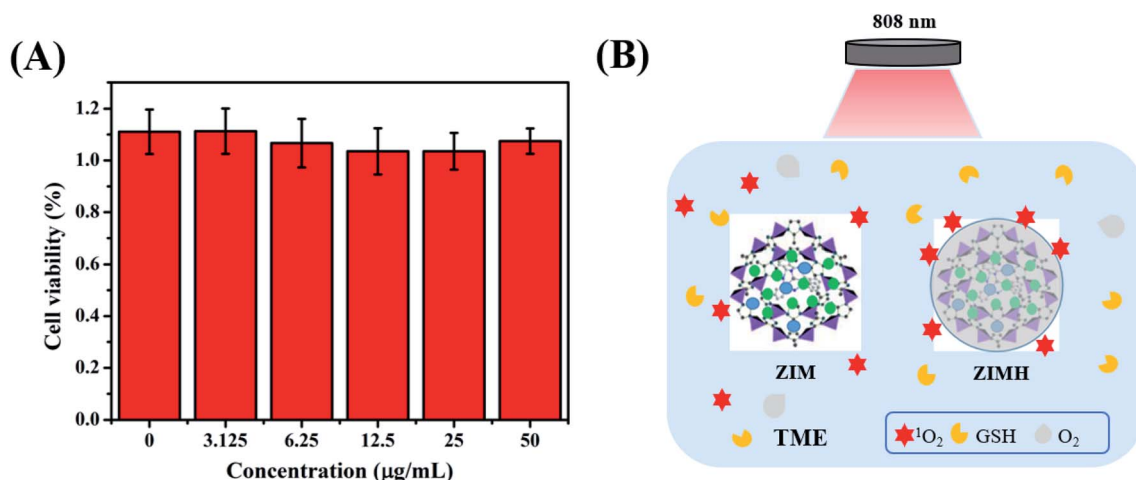 (A)
Cell viability (%)
1.2
1.0
0.8
0.6
0.4
0.2
0.0
0 3.125 6.25 12.5 25 50
Concentration (μg/mL)
(B)
808 nm
ZIM ZIMH
TME
¹O₂ GSH O₂